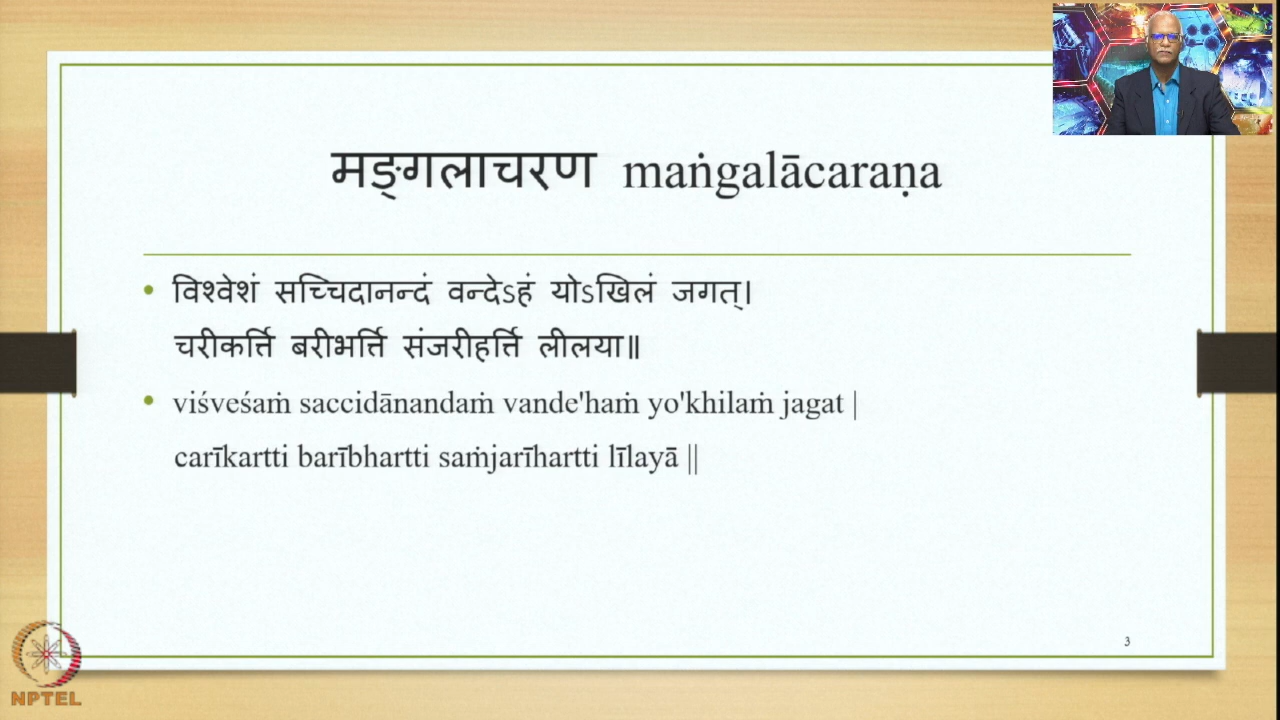 मङ्गलाचरण maṅgalācaraṇa
• विश्वेशं सच्चिदानन्दं वन्देऽहं योऽखिलं जगत्।
चरीकर्त्ति बरीभर्त्ति संजरीहर्त्ति लीलया॥
• viśveśaṁ saccidānandaṁ vande'haṁ yo'khilaṁ jagat |
carīkartti barībhartti saṁjarīhartti līlayā ||
3
NPTEL